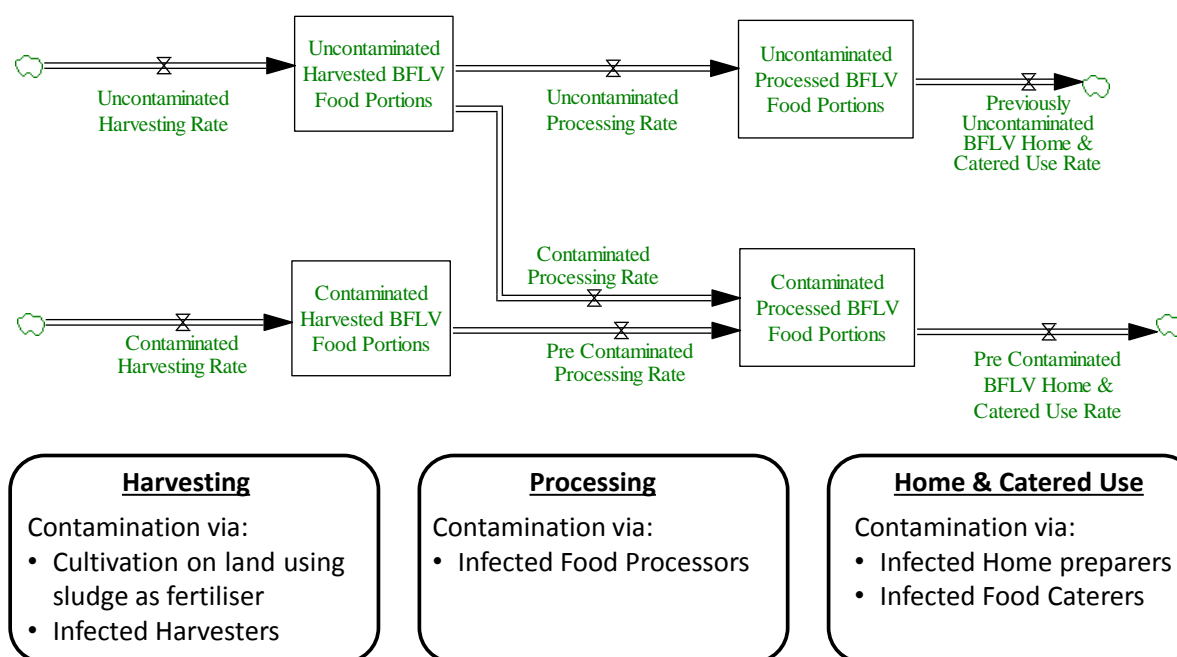 Uncontaminated
Harvested BFLV
Food Portions
Uncontaminated
Processed BFLV
Food Portions
Uncontaminated
Harvesting Rate
Uncontaminated
Processing Rate
Previously
Uncontaminated
BFLV Home &
Catered Use Rate
Contaminated
Processing Rate
Contaminated
Harvested BFLV
Food Portions
Contaminated
Processed BFLV
Food Portions
Contaminated
Harvesting Rate
Pre Contaminated
Processing Rate
Pre Contaminated
BFLV Home &
Catered Use Rate
Harvesting
Contamination via:
• Cultivation on land using
sludge as fertiliser
• Infected Harvesters
Processing
Contamination via:
• Infected Food Processors
Home & Catered Use
Contamination via:
• Infected Home preparers
• Infected Food Caterers